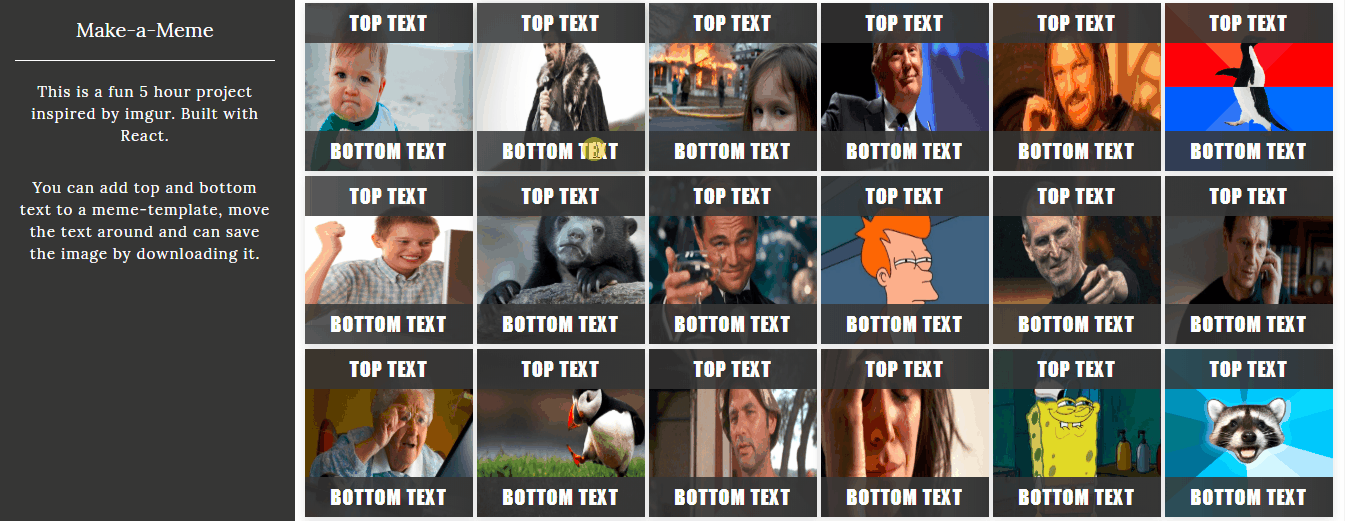 Make-a-Meme
This is a fun 5 hour project
inspired by imgur. Built with
React.
You can add top and bottom
text to a meme-template, move
the text around and can save
the image by downloading it.
TOP TEXT TOP TEXT TOP TEXT TOP TEXT TOP TEXT TOP TEXT
BOTTOM TEXT BOTTOM TEXT BOTTOM TEXT BOTTOM TEXT BOTTOM TEXT BOTTOM TEXT
TOP TEXT TOP TEXT TOP TEXT TOP TEXT TOP TEXT TOP TEXT
BOTTOM TEXT BOTTOM TEXT BOTTOM TEXT BOTTOM TEXT BOTTOM TEXT BOTTOM TEXT
TOP TEXT TOP TEXT TOP TEXT TOP TEXT TOP TEXT TOP TEXT
BOTTOM TEXT BOTTOM TEXT BOTTOM TEXT BOTTOM TEXT BOTTOM TEXT BOTTOM TEXT